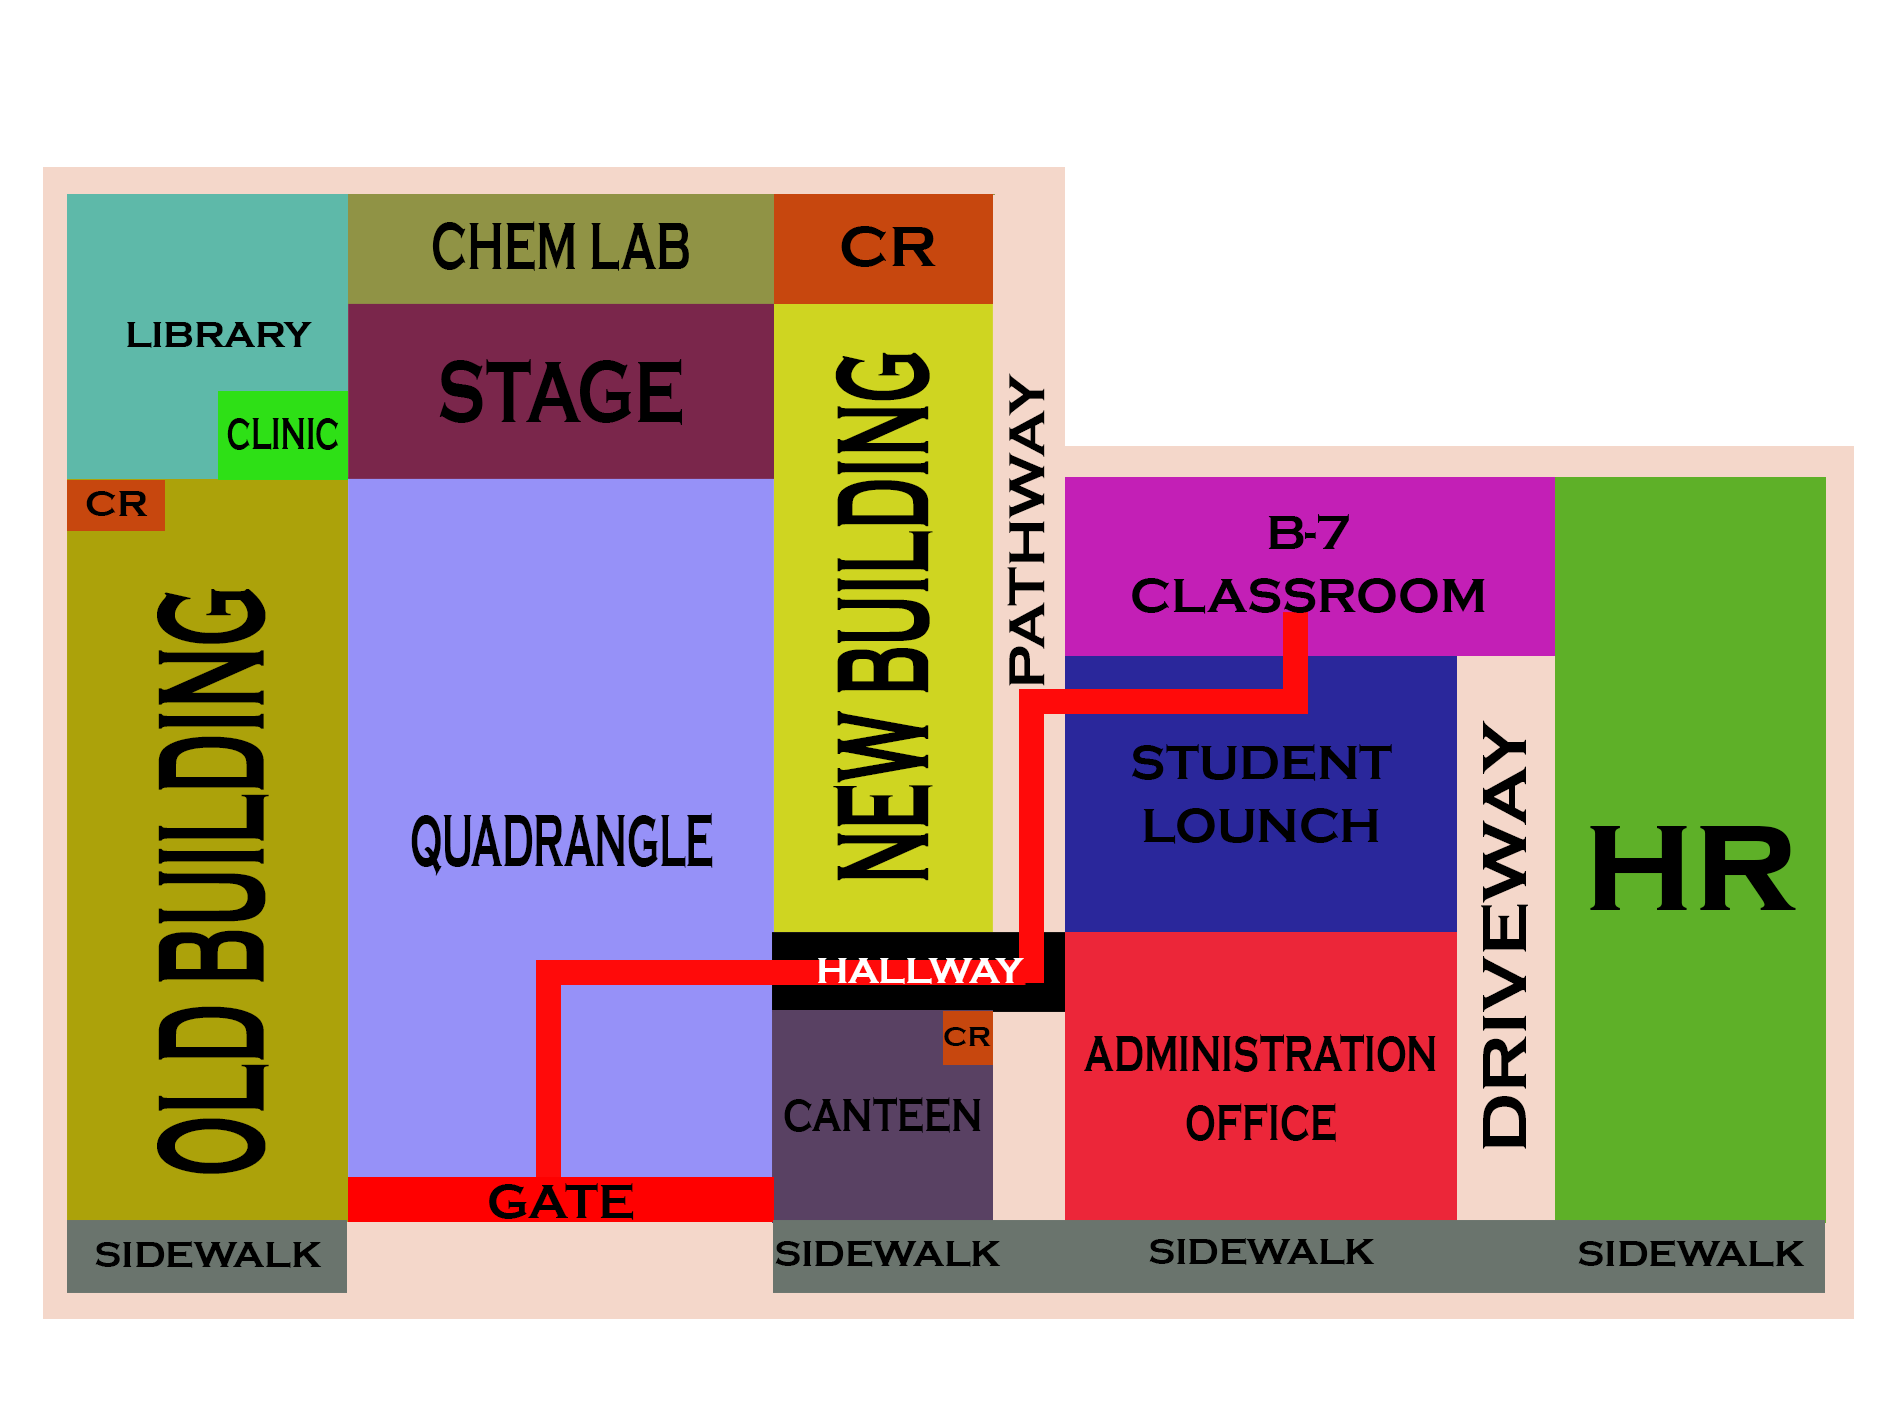 CHEM LAB
CR
LIBRARY
STAGE
CLINIC
CR
OLD BUILDING
QUADRANGLE
NEW BUILDING
PATHWAY
B-7
CLASSROOM
STUDENT
LOUNCH
DRIVEWAY
HR
HALLWAY
CR
CANTEEN
ADMINISTRATION
OFFICE
GATE
SIDEWALK
SIDEWALK
SIDEWALK
SIDEWALK